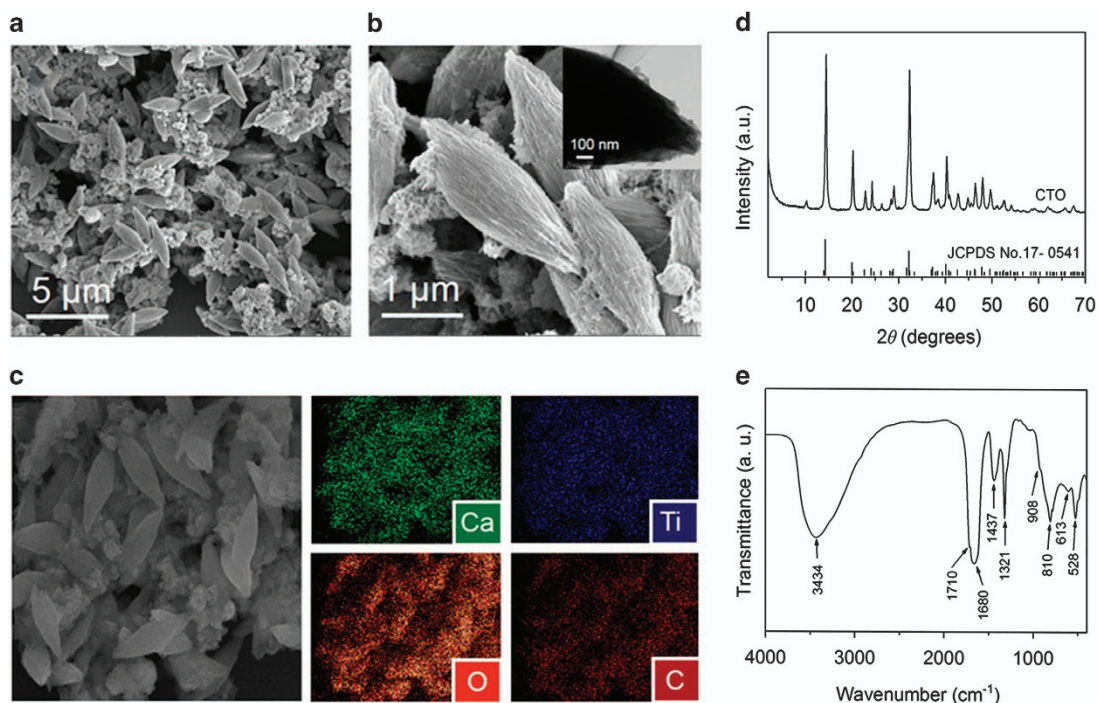 a
5 μm
b
100 nm
1 μm
c
Ca
Ti
O
C
d
Intensity (a.u.)
CTO
JCPDS No.17- 0541
10 20 30 40 50 60 70
2θ (degrees)
e
Transmittance (a. u.)
3434
1710
1680
1437
1321
908
810
613
528
4000 3000 2000 1000
Wavenumber (cm⁻¹)